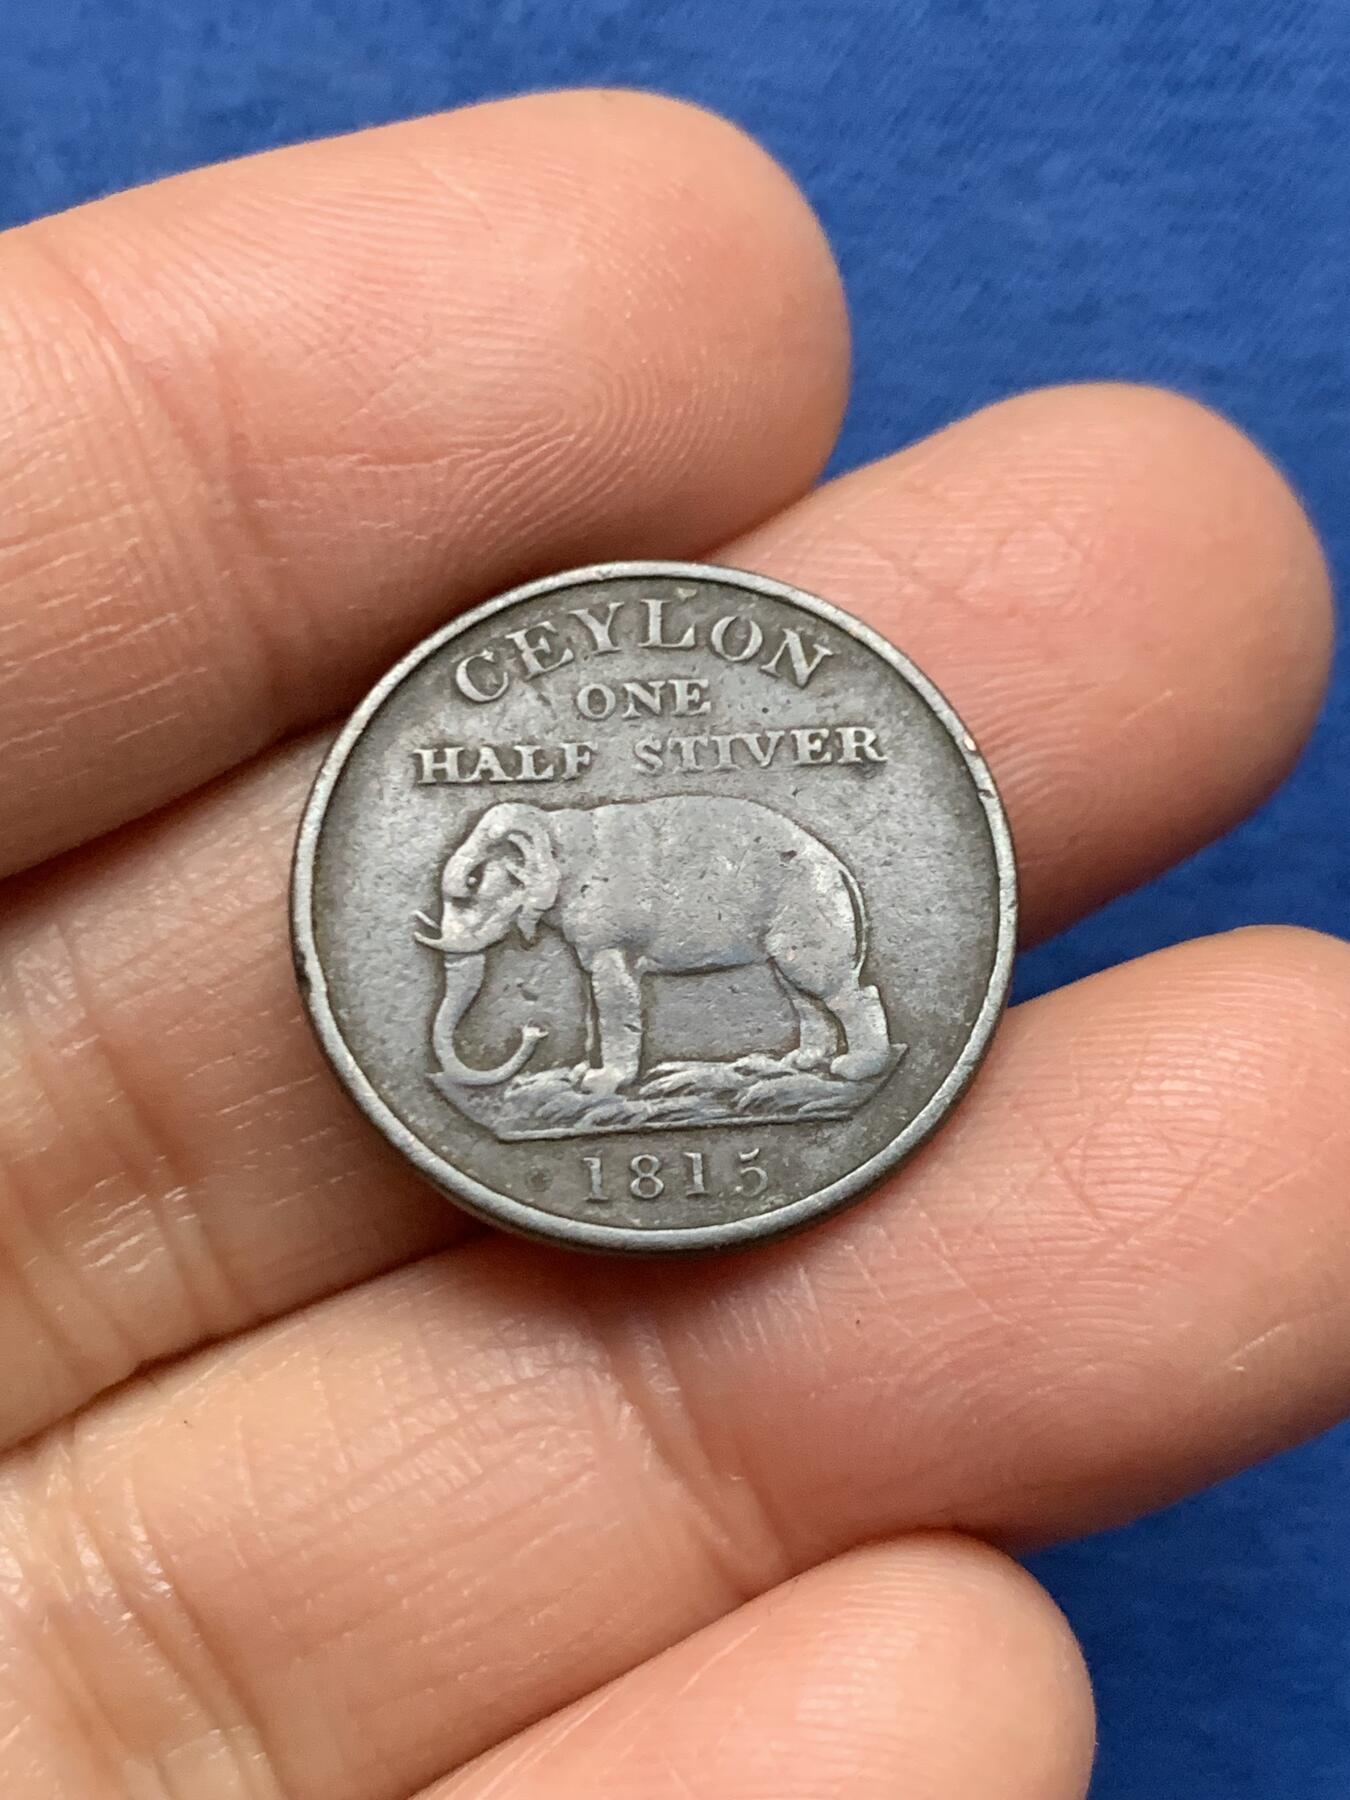 CEYLON
ONE
HALF STIVER
1815